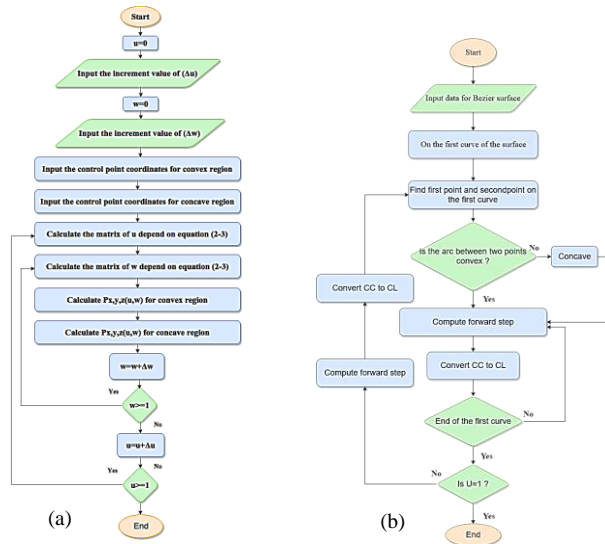 Start
u=0
Input the increment value of (Δu)
w=0
Input the increment value of (Δw)
Input the control point coordinates for convex region
Input the control point coordinates for concave region
Calculate the matrix of u depend on equation (2-3)
Calculate the matrix of w depend on equation (2-3)
Calculate Px,y,z(u,w) for convex region
Calculate Px,y,z(u,w) for concave region
w=w+Δw
Yes
w>=1
No
u=u+Δu
Yes
No
u>=1
End
(a)
Start
Input data for Bezier surface
On the first curve of the surface
Find first point and secondpoint on
the first curve
Is the arc between two points
convex ?
No
Concave
Yes
Convert CC to CL
Compute forward step
Compute forward step
Convert CC to CL
End of the first curve
No
Yes
No
Is U=1 ?
Yes
End
(b)